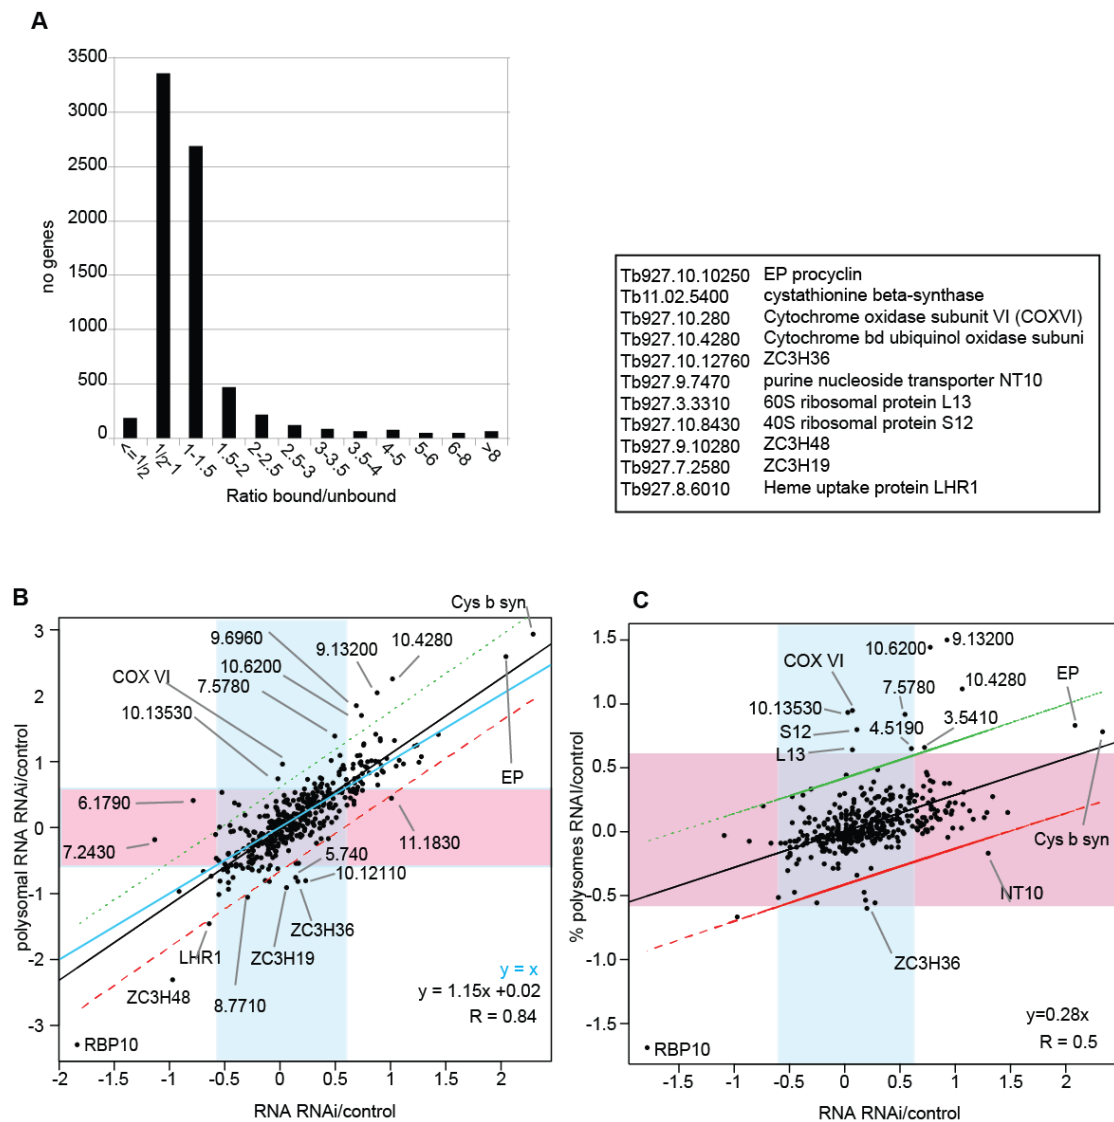 A
3500
3000
2500
2000
1500
1000
500
0
no genes
<=1/2
1/2-1
1-1.5
1.5-2
2-2.5
2.5-3
3-3.5
3.5-4
4-5
5-6
6-8
>8
Ratio bound/unbound
Tb927.10.10250 EP procyclin
Tb11.02.5400 cystathionine beta-synthase
Tb927.10.280 Cytochrome oxidase subunit VI (COXVI)
Tb927.10.4280 Cytochrome bd ubiquinol oxidase subuni
Tb927.10.12760 ZC3H36
Tb927.9.7470 purine nucleoside transporter NT10
Tb927.3.3310 60S ribosomal protein L13
Tb927.10.8430 40S ribosomal protein S12
Tb927.9.10280 ZC3H48
Tb927.7.2580 ZC3H19
Tb927.8.6010 Heme uptake protein LHR1
B
Cys b syn
9.6960
9.13200
10.4280
10.6200
COX VI
7.5780
10.13530
EP
6.1790
7.2430
11.1830
5.740
10.12110
ZC3H36
LHR1
ZC3H19
ZC3H48
8.7710
y = x
y = 1.15x +0.02
R = 0.84
RBP10
3
2
1
0
-1
-2
-3
polysomal RNA RNAi/control
-2
-1.5
-1
-0.5
0
0.5
1
1.5
2
RNA RNAi/control
C
10.6200
9.13200
COX VI
7.5780
10.4280
EP
10.13530
S12
4.5190
3.5410
L13
Cys b syn
NT10
ZC3H36
y=0.28x
R = 0.5
RBP10
1.5
1.0
0.5
0.0
-0.5
-1.0
-1.5
% polysomes RNAI/control
-1.5
-1
-0.5
0
0.5
1
1.5
2
RNA RNAi/control